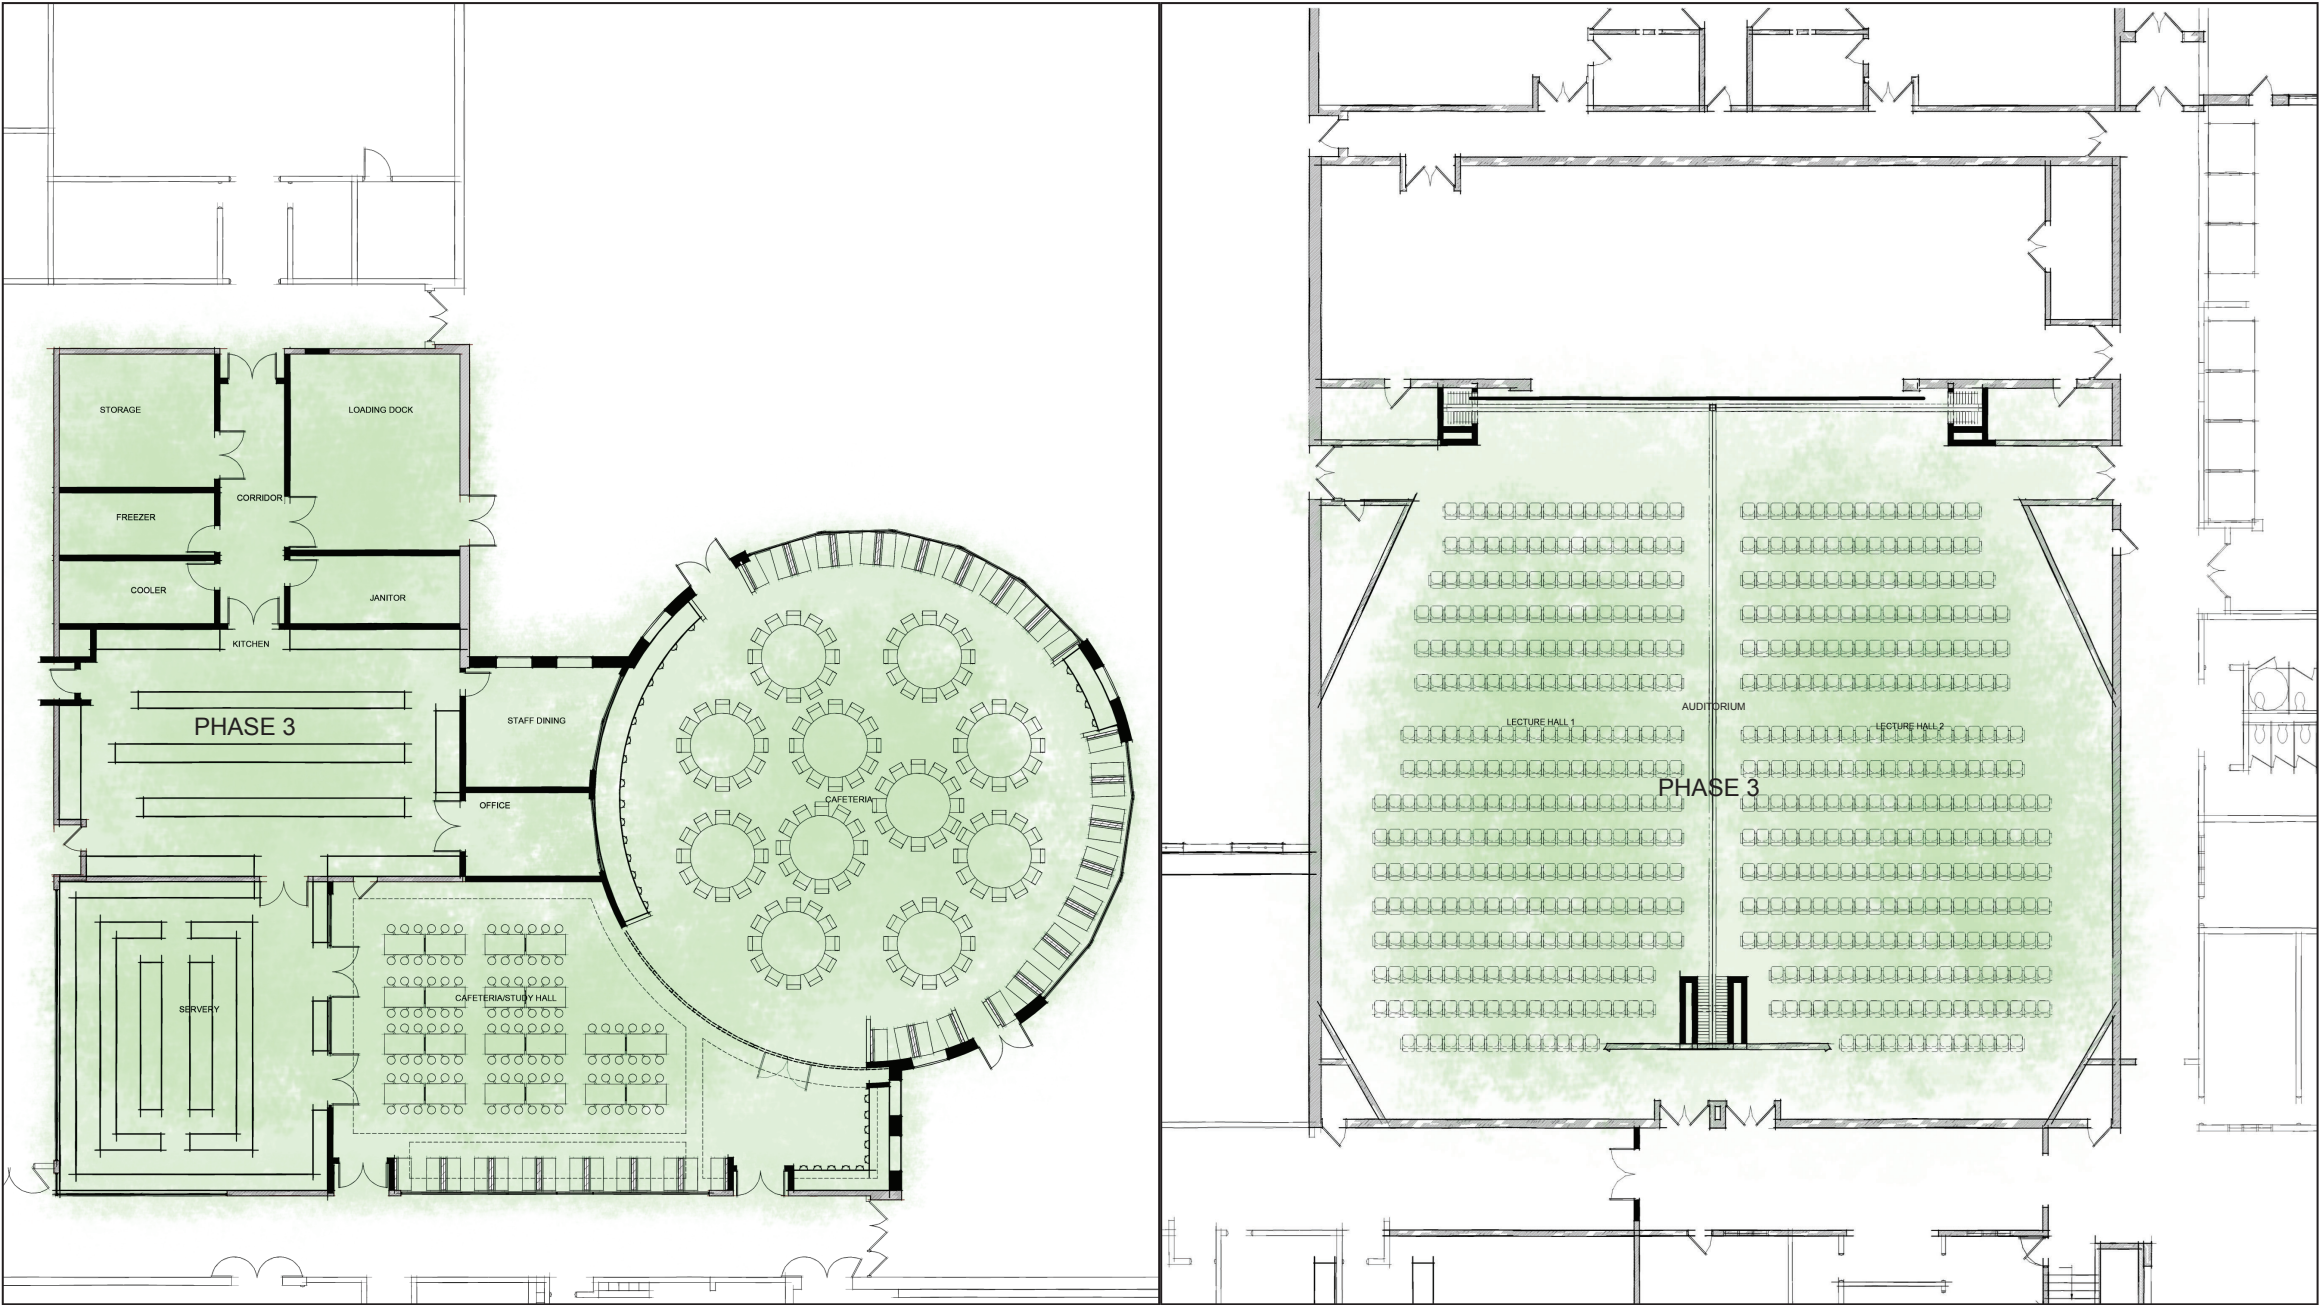 STORAGE
LOADING DOCK
CORRIDOR
FREEZER
COOLER
JANITOR
KITCHEN
PHASE 3
STAFF DINING
OFFICE
CAFETERIA
CAFETERIA/STUDY HALL
SERVERY
AUDITORIUM
LECTURE HALL 1
LECTURE HALL 2
PHASE 3